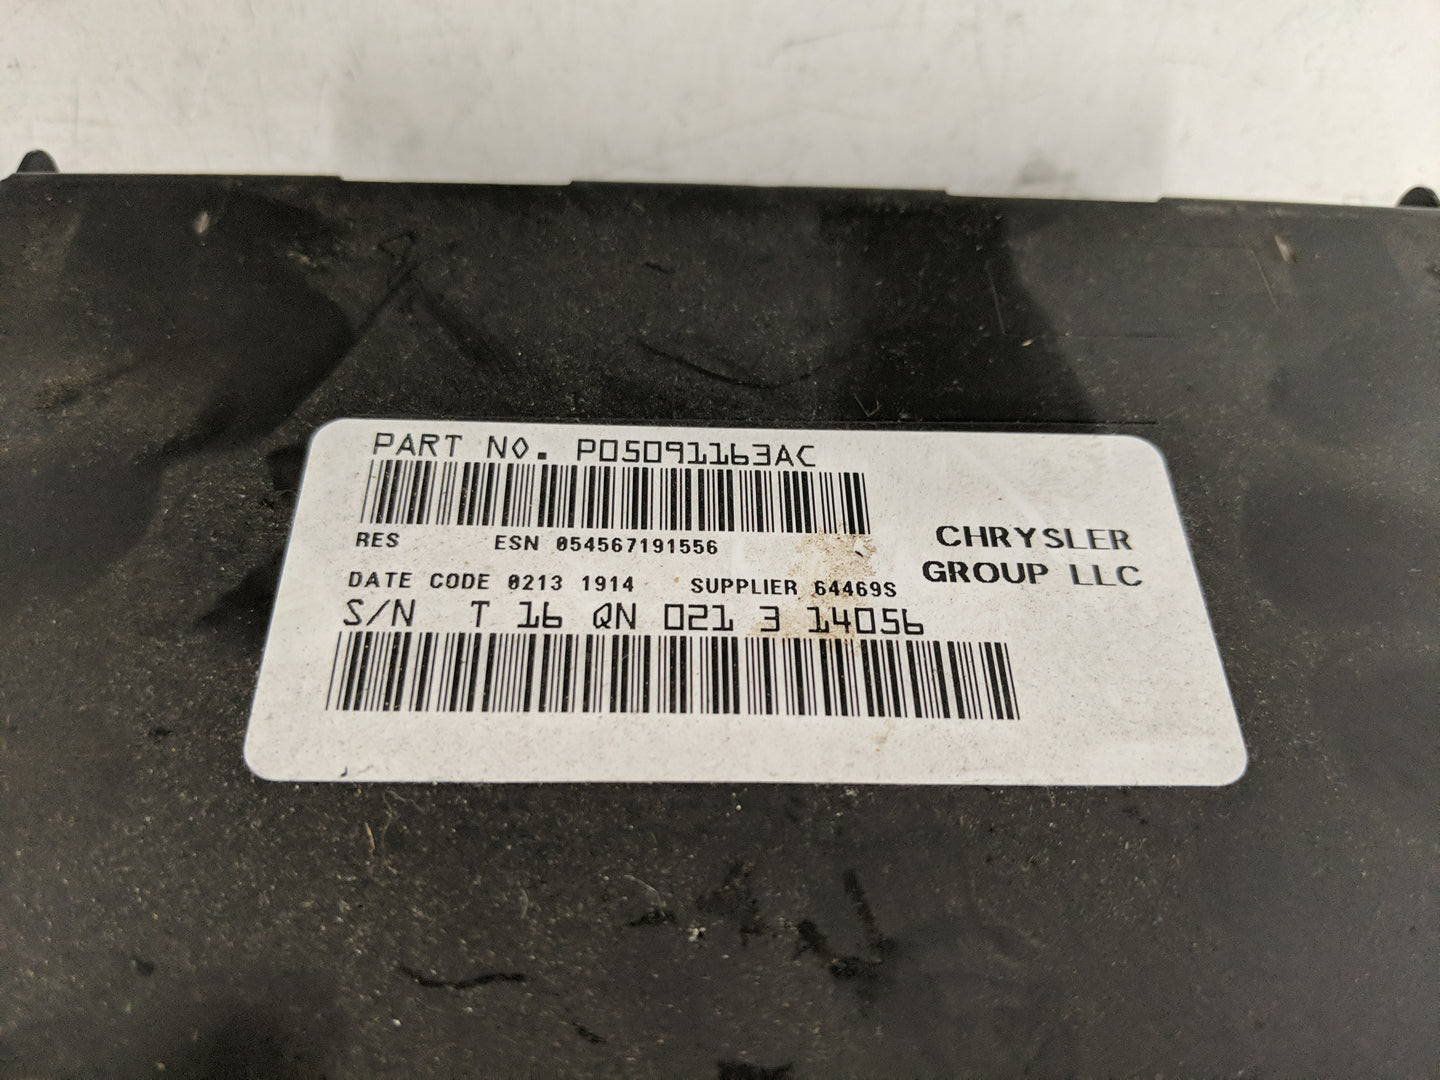 PART NO. P05091163AC
RES ESN 054567191556
DATE CODE 0213 1914 SUPPLIER 64469S
S/N T 16 QN 021 3 14056
CHRYSLER
GROUP LLC